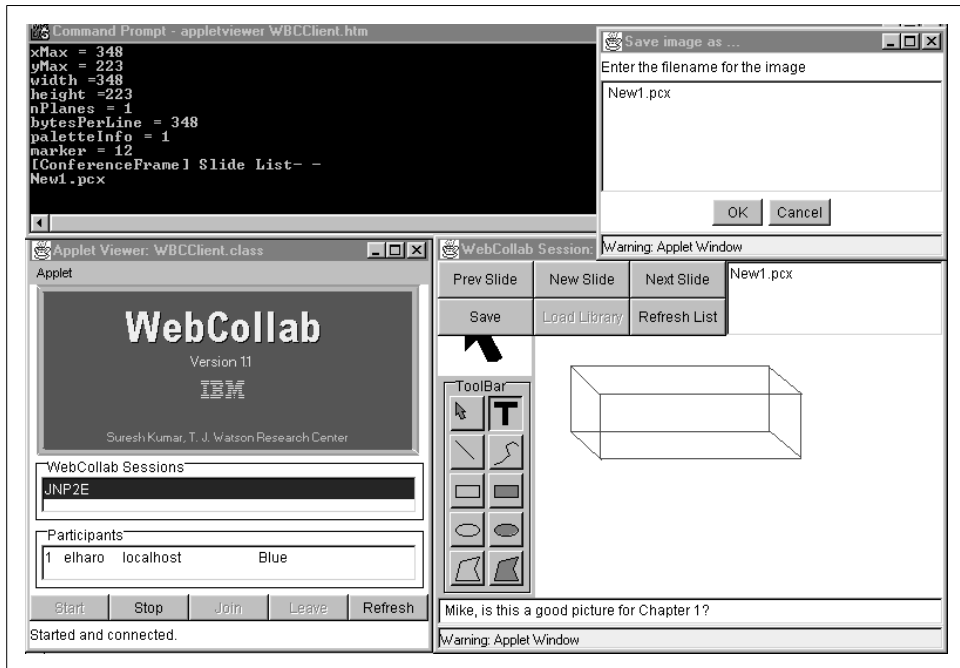 Command Prompt - appletviewer WBCClient.htm
xMax = 348
yMax = 223
width =348
height =223
nPlanes = 1
bytesPerLine = 348
paletteInfo = 1
marker = 12
[ConferenceFrame] Slide List- -
New1.pcx
Save image as ...
Enter the filename for the image
New1.pcx
OK Cancel
Warning: Applet Window
Applet Viewer: WBCClient.class
Applet
WebCollab
Version 1.1
IBM
Suresh Kumar, T. J. Watson Research Center
WebCollab Sessions
JNP2E
Participants
1 elharo localhost Blue
Start Stop Join Leave Refresh
Started and connected.
WebCollab Session:
Prev Slide New Slide Next Slide
Save Load Library Refresh List
New1.pcx
ToolBar
T
Mike, is this a good picture for Chapter 1?
Warning: Applet Window